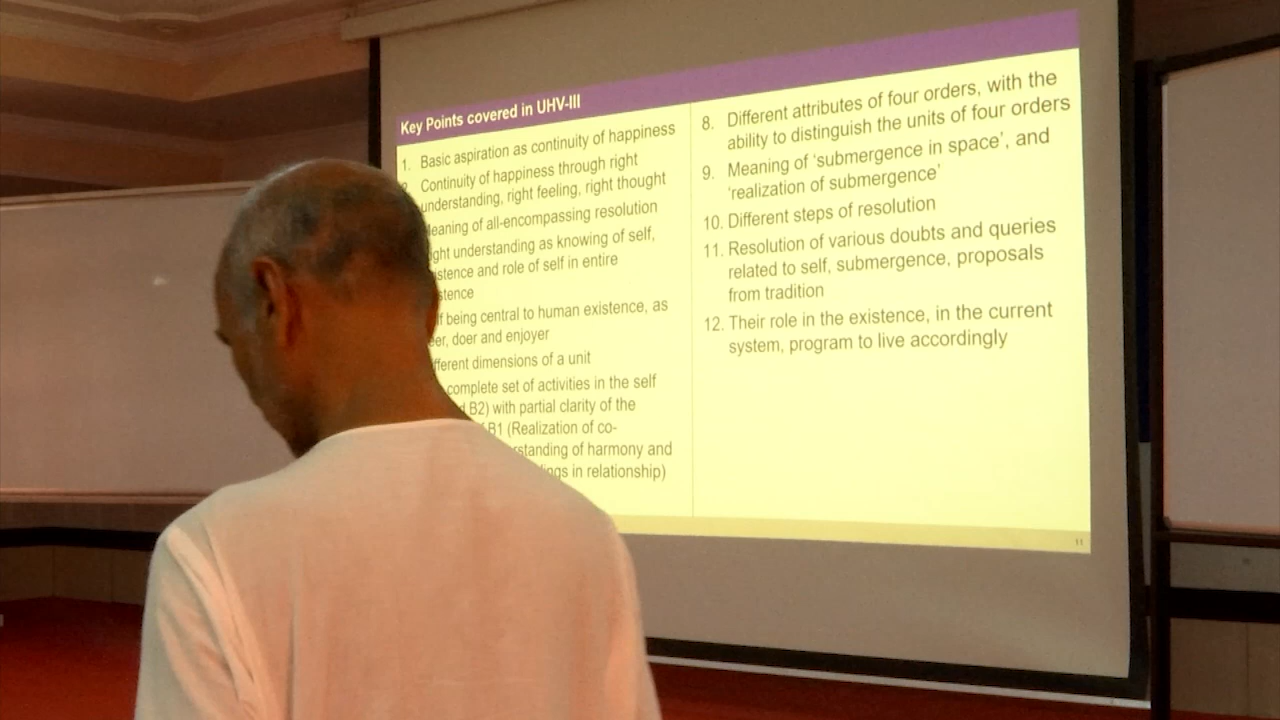 Key Points covered in UHV-III
1. Basic aspiration as continuity of happiness
Continuity of happiness through right
understanding, right feeling, right thought
of all-encompassing resolution
understanding as knowing of self,
and role of self in entire
being central to human existence, as
doer and enjoyer
dimensions of a unit
complete set of activities in the self
B2) with partial clarity of the
B1 (Realization of co-
of harmony and
in relationship)
8. Different attributes of four orders, with the
ability to distinguish the units of four orders
9. Meaning of ‘submergence in space’, and
‘realization of submergence’
10. Different steps of resolution
11. Resolution of various doubts and queries
related to self, submergence, proposals
from tradition
12. Their role in the existence, in the current
system, program to live accordingly
11